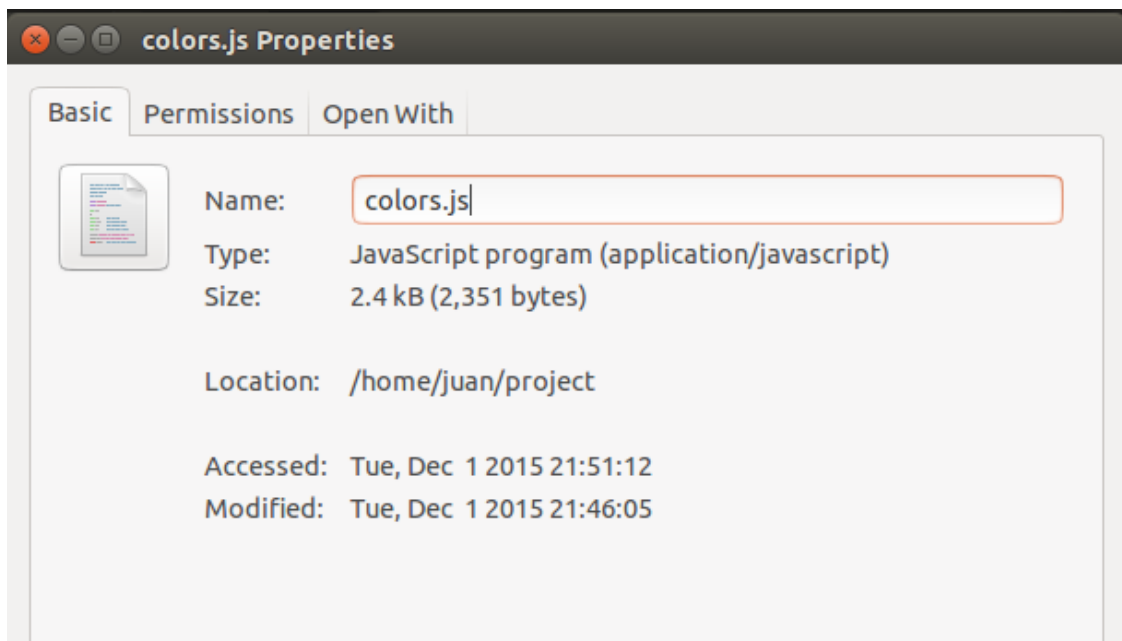 colors.js Properties
Basic Permissions Open With
Name: colors.js
Type: JavaScript program (application/javascript)
Size: 2.4 kB (2,351 bytes)
Location: /home/juan/project
Accessed: Tue, Dec  1 2015 21:51:12
Modified: Tue, Dec  1 2015 21:46:05